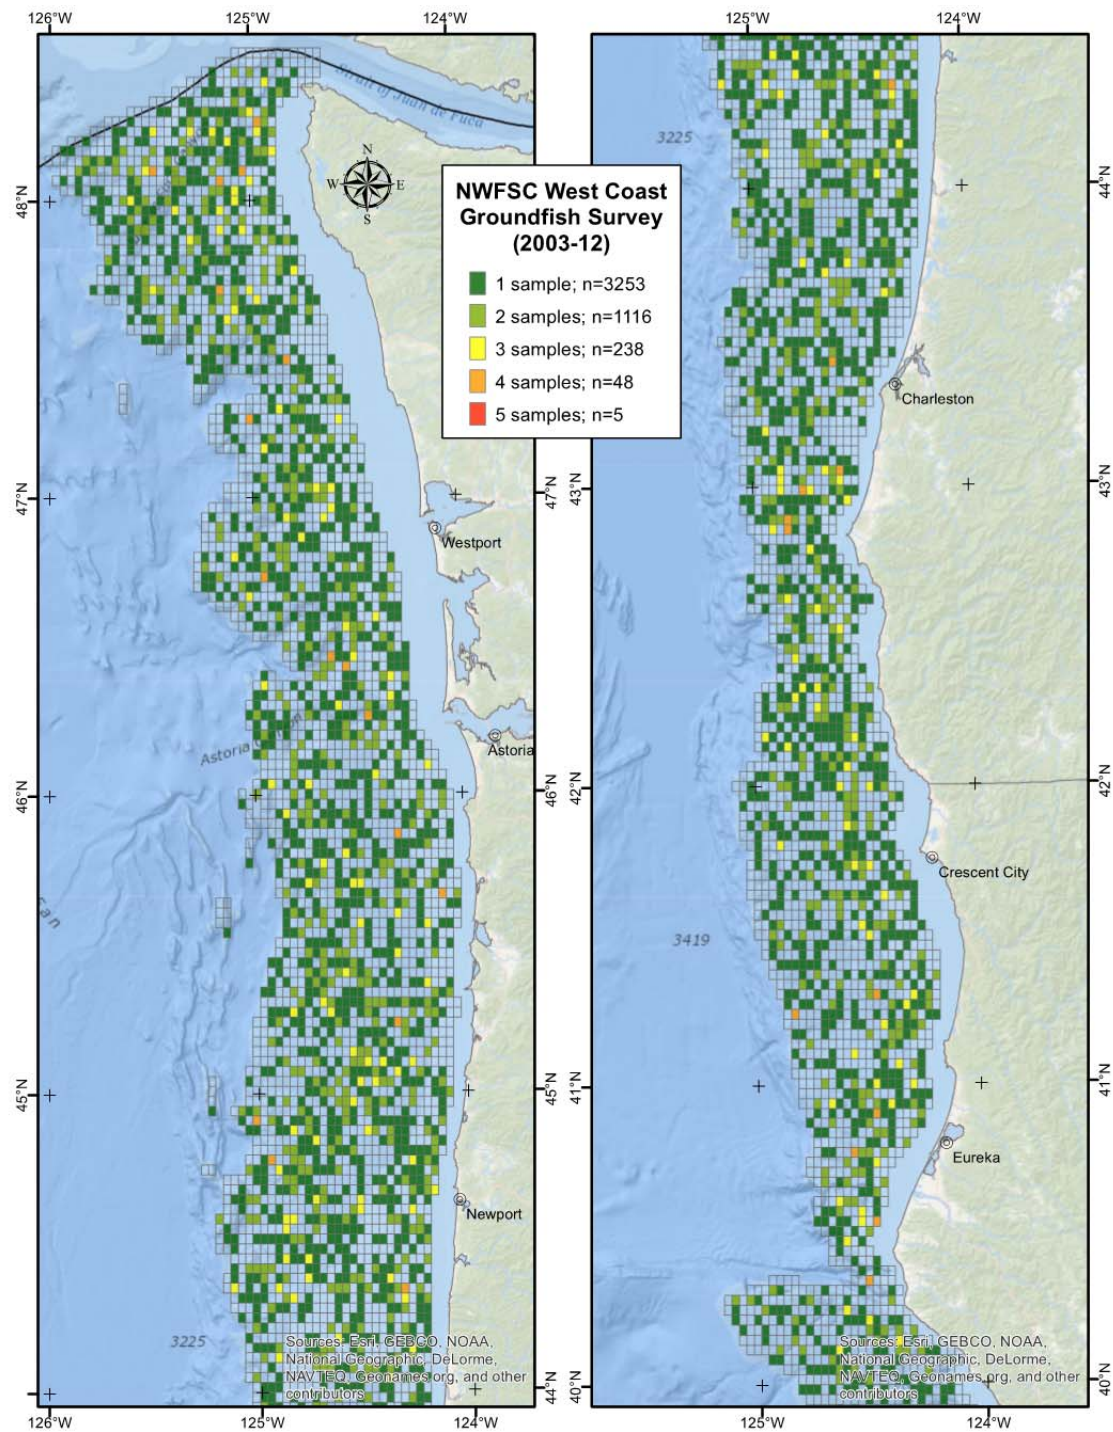 126°W
125°W
124°W
125°W
124°W
Strait of Juan de Fuca
N
W
E
S
48°N
3225
44°N
NWFSC West Coast
Groundfish Survey
(2003-12)
1 sample; n=3253
2 samples; n=1116
3 samples; n=238
4 samples; n=48
5 samples; n=5
Charleston
47°N
47°N
43°N
43°N
Westport
Astoria
Astoria
46°N
46°N
42°N
42°N
Crescent City
3419
45°N
45°N
41°N
41°N
Eureka
Newport
3225
Sources: Esri, GEBCO, NOAA,
National Geographic, DeLorme,
NAVTEQ, Geonames.org, and other
contributors
Sources: Esri, GEBCO, NOAA,
National Geographic, DeLorme,
NAVTEQ, Geonames.org, and other
contributors
44°N
40°N
40°N
126°W
125°W
124°W
125°W
124°W